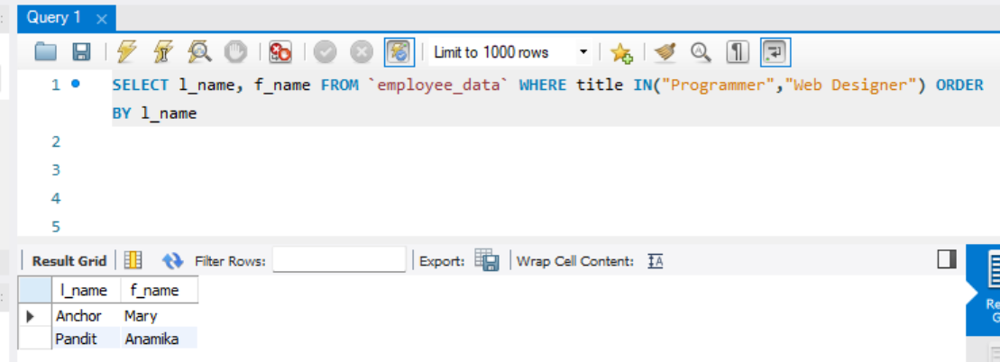 Query 1
Limit to 1000 rows
1 SELECT l_name, f_name FROM `employee_data` WHERE title IN("Programmer","Web Designer") ORDER
BY l_name
2
3
4
5
Result Grid Filter Rows: Export: Wrap Cell Content:
l_name f_name
Anchor Mary
Pandit Anamika